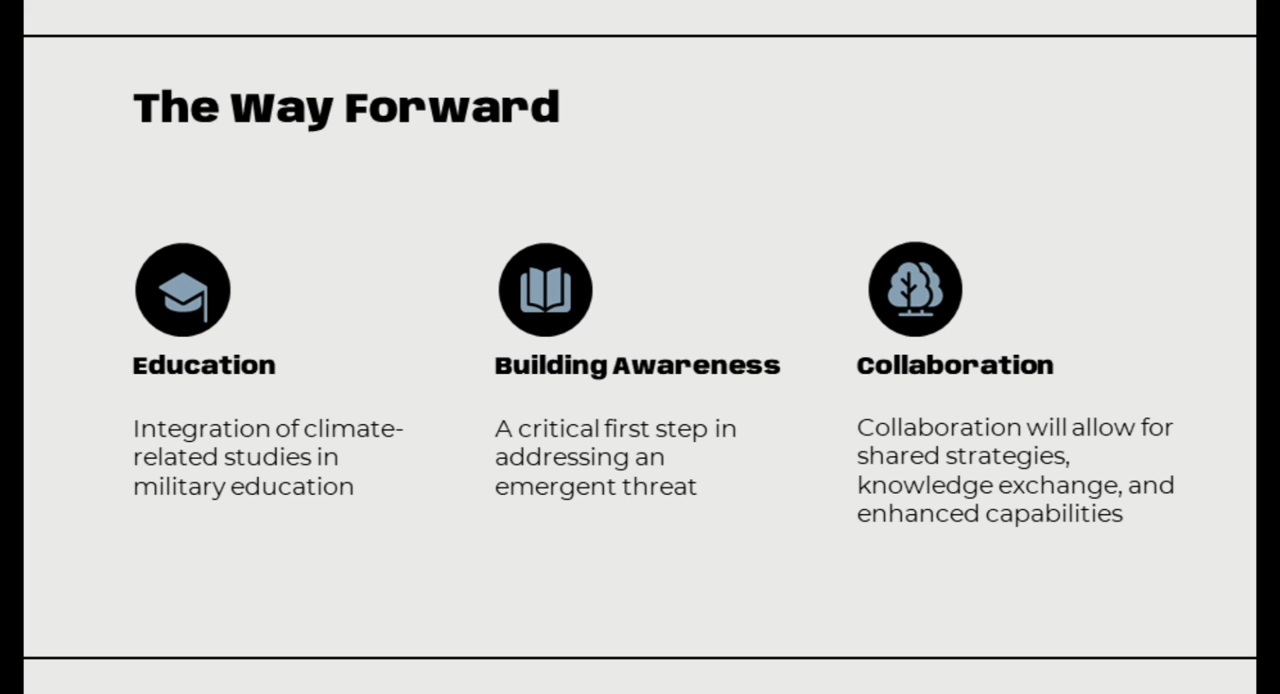 The Way Forward
Education
Integration of climate-
related studies in
military education
Building Awareness
A critical first step in
addressing an
emergent threat
Collaboration
Collaboration will allow for
shared strategies,
knowledge exchange, and
enhanced capabilities